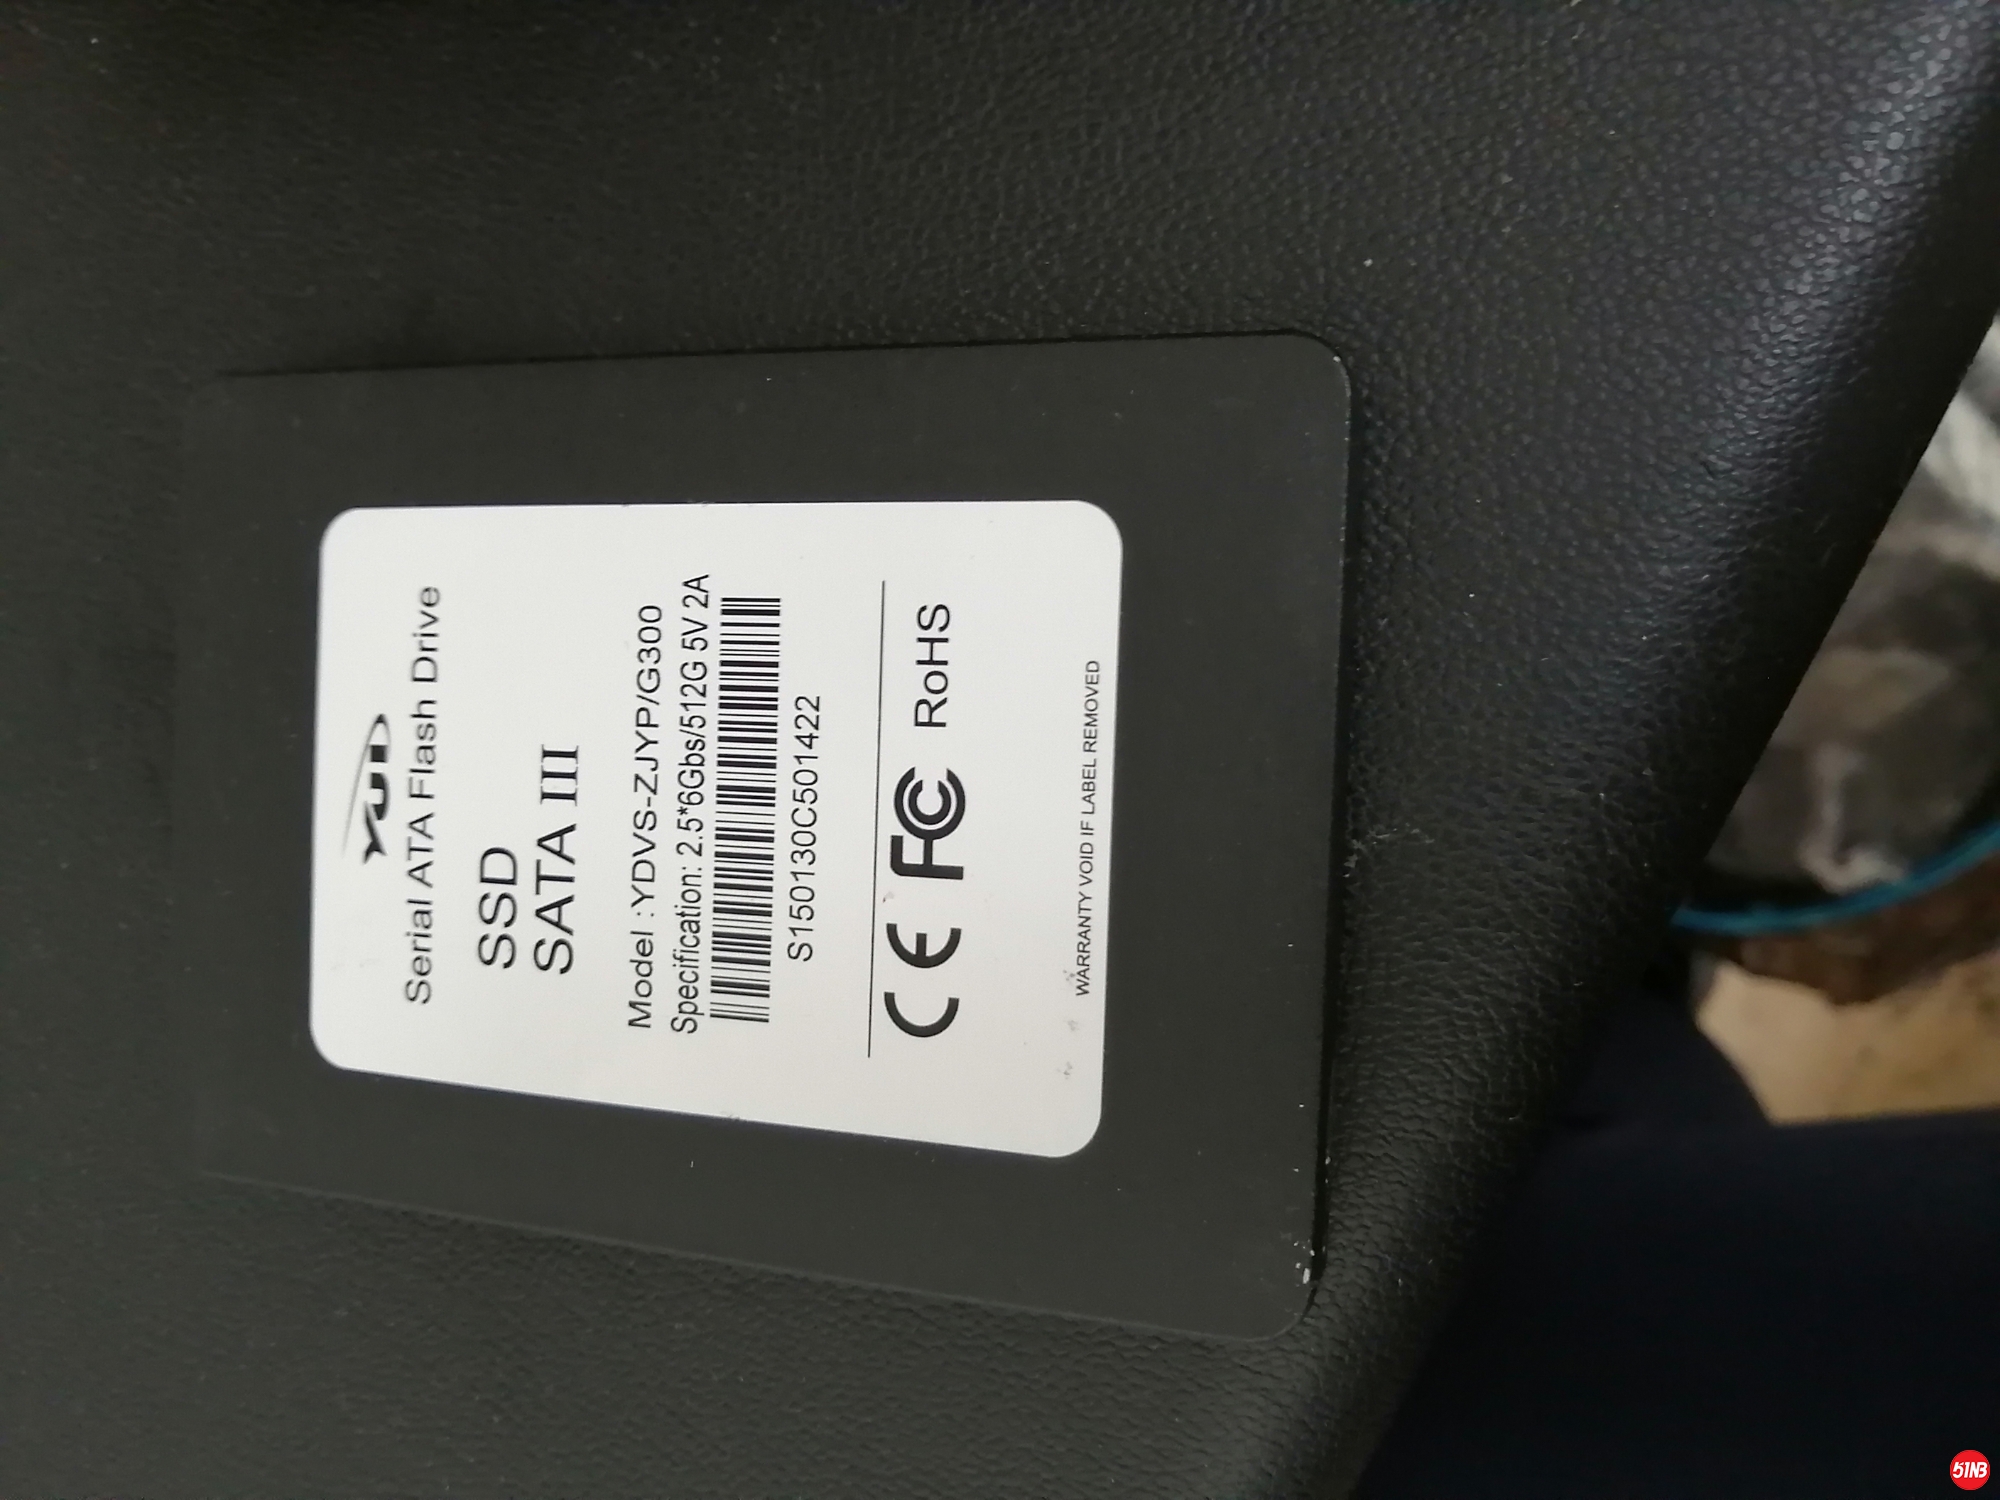 YJD
Serial ATA Flash Drive
SSD
SATA III
Model :YDVS-ZJYP/G300
Specification: 2.5*6Gbs/512G 5V 2A
S150130C501422
CE FC RoHS
WARRANTY VOID IF LABEL REMOVED
51NB